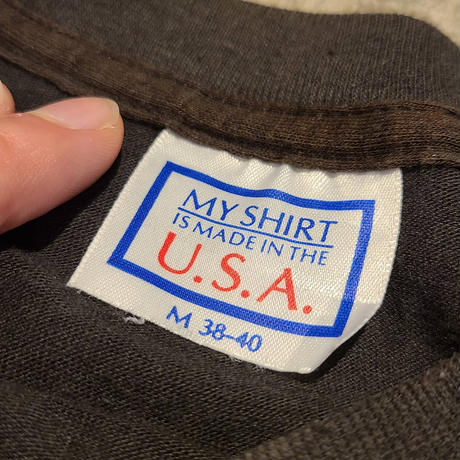 MY SHIRT
IS MADE IN THE
U.S.A.
M 38-40